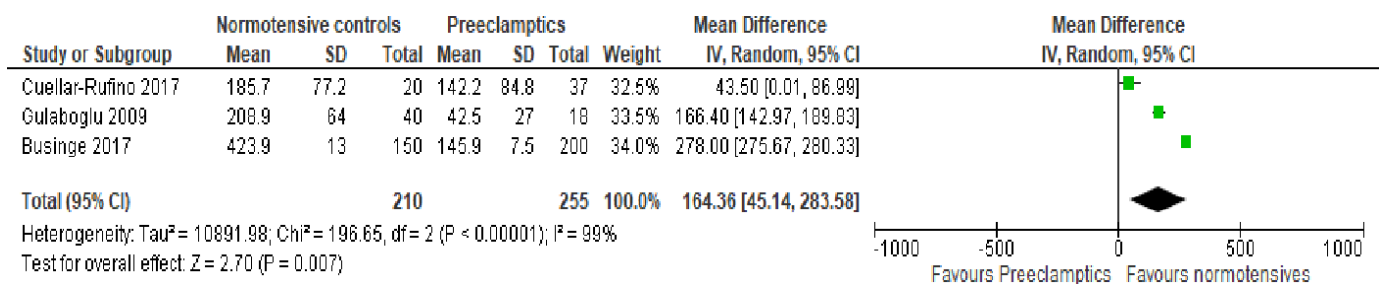 Normotensive controls Preeclamptics Mean Difference Mean Difference
Study or Subgroup Mean SD Total Mean SD Total Weight IV, Random, 95% CI IV, Random, 95% CI
Cuellar-Rufino 2017 185.7 77.2 20 142.2 84.8 37 32.5% 43.50 [0.01, 86.99]
Gulaboglu 2009 208.9 64 40 42.5 27 18 33.5% 166.40 [142.97, 189.83]
Businge 2017 423.9 13 150 145.9 7.5 200 34.0% 278.00 [275.67, 280.33]
Total (95% CI) 210 255 100.0% 164.36 [45.14, 283.58]
Heterogeneity: Tau² = 10891.98; Chi² = 196.65, df = 2 (P < 0.00001); I² = 99%
Test for overall effect: Z = 2.70 (P = 0.007)
-1000 -500 0 500 1000
Favours Preeclamptics Favours normotensives